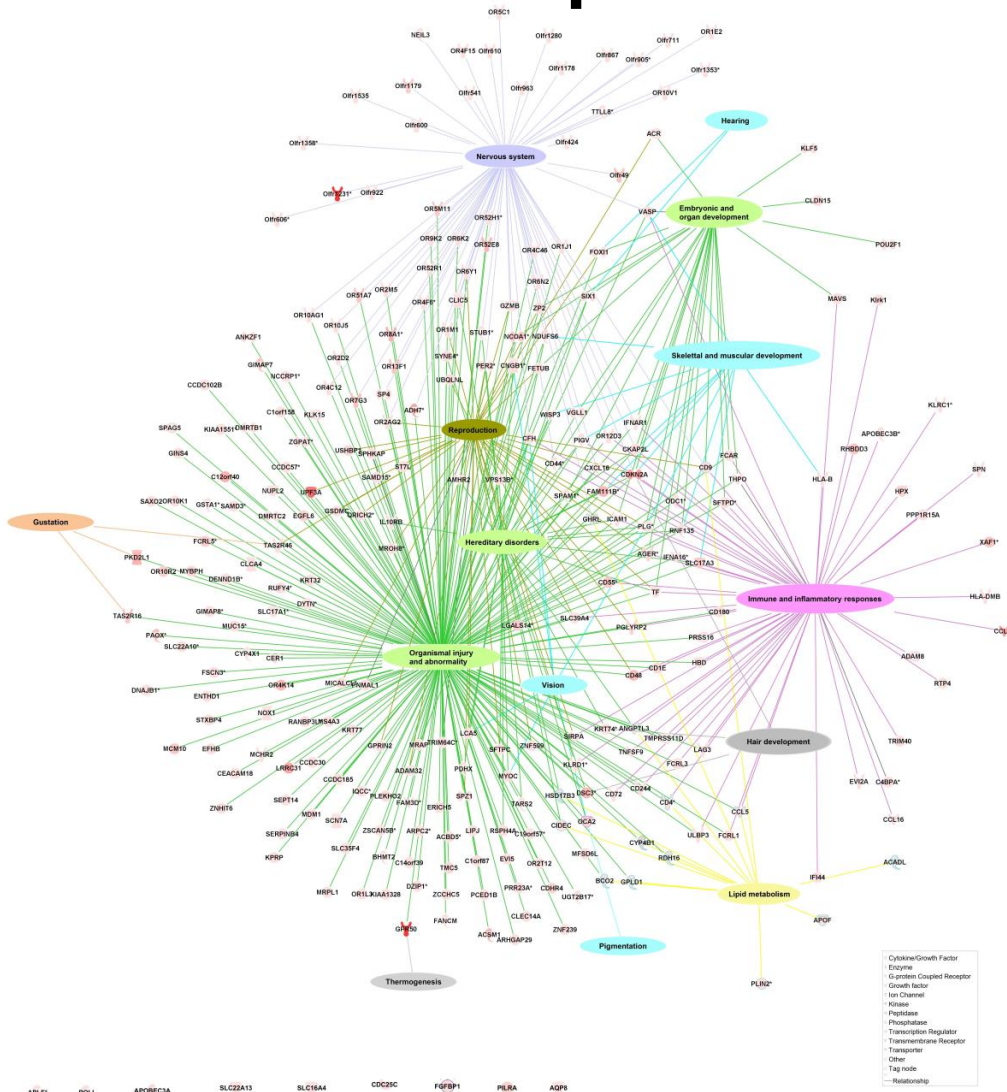 OR5C1
NEIL3
OR4F15
Olfr610
Olfr1280
Olfr711
OR1E2
Olfr867
Olfr905*
Olfr1178
Olfr1353*
Olfr1179
Olfr541
Olfr963
OR10V1
Olfr1535
TTLL8*
Hearing
Olfr600
ACR
Olfr1358*
Olfr424
KLF5
Nervous system
Olfr49
Olfr922
CLDN15
Olfr606*
OR5M11
OR52H1*
VASP
Embryonic and
organ development
OR9K2
OR6K2
OR52E8
OR4C46
OR1J1
FOXI1
POU2F1
OR52R1
OR6Y1
OR6N2
OR51A7
OR2M5
OR4F6*
CLIC5
GZMB
ZP2
SIX1
MAVS
Klrk1
OR10AG1
OR10J5
OR8A1*
OR1M1
STUB1*
NCOA1*
NDUFS6
ANKZF1
GIMAP7
OR2D2
SYNE4*
PER2*
CNGB1*
FETUB
Skelettal and muscular development
NCCRP1*
OR13F1
UBQLNL
CCDC102B
OR4C12
OR7G3
SP4
ADH7*
WISP3
VGLL1
KLRC1*
C1orf158
KLK15
OR2AG2
IFNAR1
APOBEC3B*
SPAG5
KIAA1551
DMRTB1
Reproduction
OR12D3
RHBDD3
GINS4
ZGPAT*
USHBP1
SPHKAP
CFH
PIGV
CKAP2L
FCAR
CCDC57*
ST7L
CD44*
CXCL16
CD9
SPN
C12orf40
SAMD15*
AMHR2
VPS13B*
CDKN2A
THPO
HLA-B
HPX
NUPL2
UPF3A
SPAM1*
FAM111B*
ODC1*
SFTPD*
SAXO2
OR10K1
GSTA1*
SAMD3*
EGFL6
GSDMC
IL10RB
GHRL
ICAM1
PPP1R15A
DMRTC2
PLG*
RNF135
Gustation
FCRL5*
TAS2R46
MROH8*
Hereditary disorders
XAF1*
PKD2L1
CLCA4
AGER*
IFNA16*
SLC17A3
OR10R2
MYBPH
DENND1B*
KRT32
CD55*
RUFY4*
DYTN*
TF
Immune and inflammatory responses
HLA-DMB
TAS2R16
GIMAP8*
SLC17A1*
LGALS14*
SLC39A4
CD180
PAOX*
MUC15*
PGLYRP2
SLC22A10*
CYP4X1
CER1
Organismal injury
and abnormality
PRSS16
ADAM8
FSCN3*
HBD
DNAJB1*
OR4K14
CD1E
RTP4
ENTHD1
Vision
CD48
STXBP4
NOX1
KRT77
LCA5
KRT74*
ANGPTL3
Hair development
TRIM40
MCM10
EFHB
MCHR2
GPRIN2
MRAP
TRIM64C*
ZNF599
SIRPA
TMPRSS11D
CCDC30
SFTPC
TNFSF9
LAG3
CEACAM18
LRRC31
CCDC185
ADAM32
PDHX
MYOC
KLRD1*
FCRL3
EVI2A
C4BPA*
ZNHIT6
SEPT14
IQCC*
PLEKHO2
SPZ1
TARS2
HSD17B3
DSC3*
CD72
CD244
MDM1
FAM3D*
ERICH5
CD4*
CCL5
CCL16
SERPINB4
SCN7A
ZSCAN5B*
ARPC2*
LIPJ
RSPH4A
C19orf57*
OCA2
SLC35F4
ACBD5*
CIDEC
CYP4B1
ULBP3
FCRL1
KPRP
BHMT2
C14orf39
C1orf87
EVI5
MFSD6L
RDH16
ACADL
TMC5
OR2T12
IFI44
MRPL1
KIAA1328
DZIP1*
ZCCHC5
PCED1B
PRR23A*
CDHR4
BCO2
GPLD1
Lipid metabolism
UGT2B17*
FANCM
CLEC14A
APOF
GPR50
ACSM1
ARHGAP29
ZNF239
Pigmentation
Thermogenesis
PLIN2*
Cytokine/Growth Factor
Enzyme
G-protein Coupled Receptor
Growth factor
Ion Channel
Kinase
Peptidase
Phosphatase
Transcription Regulator
Transmembrane Receptor
Transporter
Other
Tag node
Relationship
APOBEC3A
SLC22A13
SLC16A4
CDC25C
FGFBP1
PILRA
AQP8